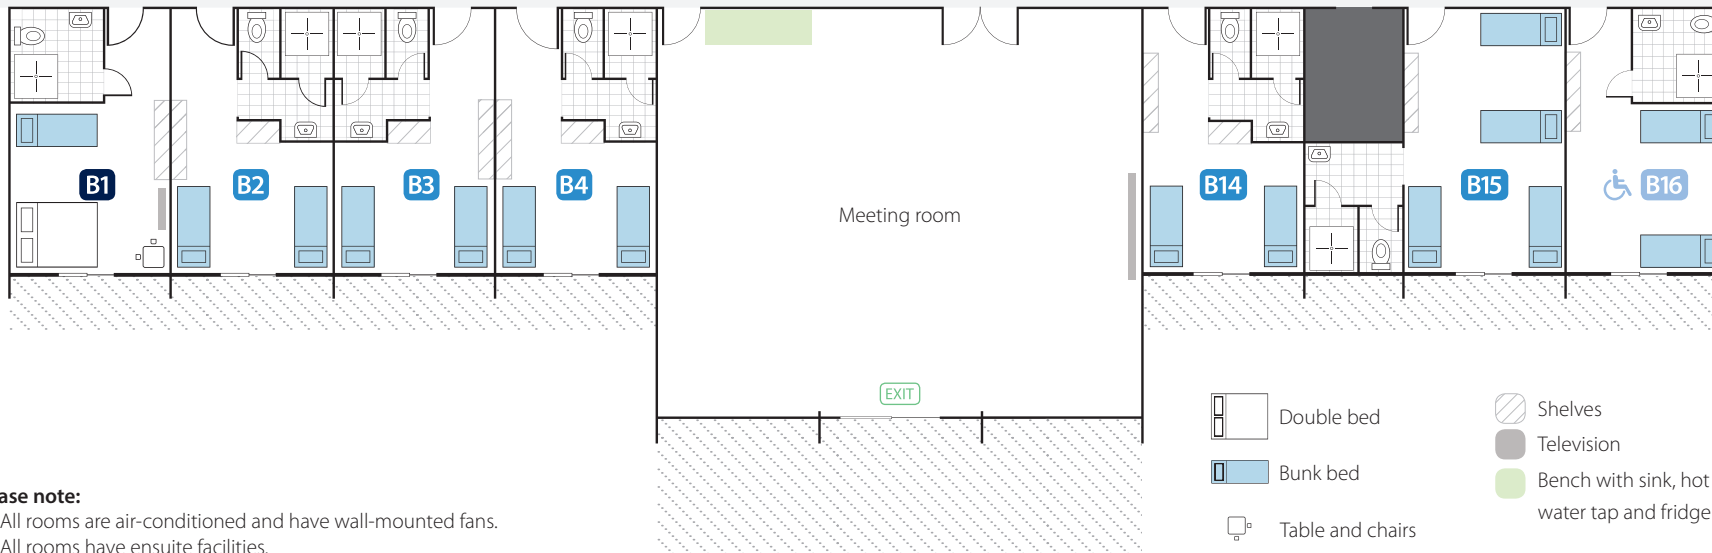 B1
B2
B3
B4
Meeting room
B14
B15
B16
EXIT
Double bed
Bunk bed
Table and chairs
Shelves
Television
Bench with sink, hot
water tap and fridge
ase note:
All rooms are air-conditioned and have wall-mounted fans.
All rooms have ensuite facilities.